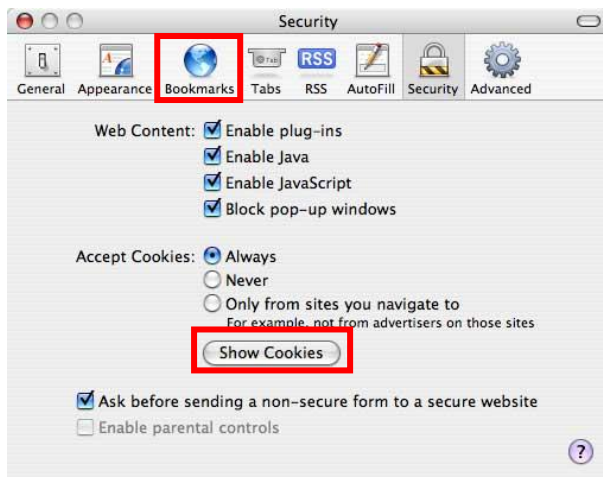 Security
@ Tab RSS
General Appearance Bookmarks Tabs RSS AutoFill Security Advanced
Web Content: Enable plug-ins
Enable Java
Enable JavaScript
Block pop-up windows
Accept Cookies: Always
Never
Only from sites you navigate to
For example, not from advertisers on those sites
Show Cookies
Ask before sending a non-secure form to a secure website
Enable parental controls
?